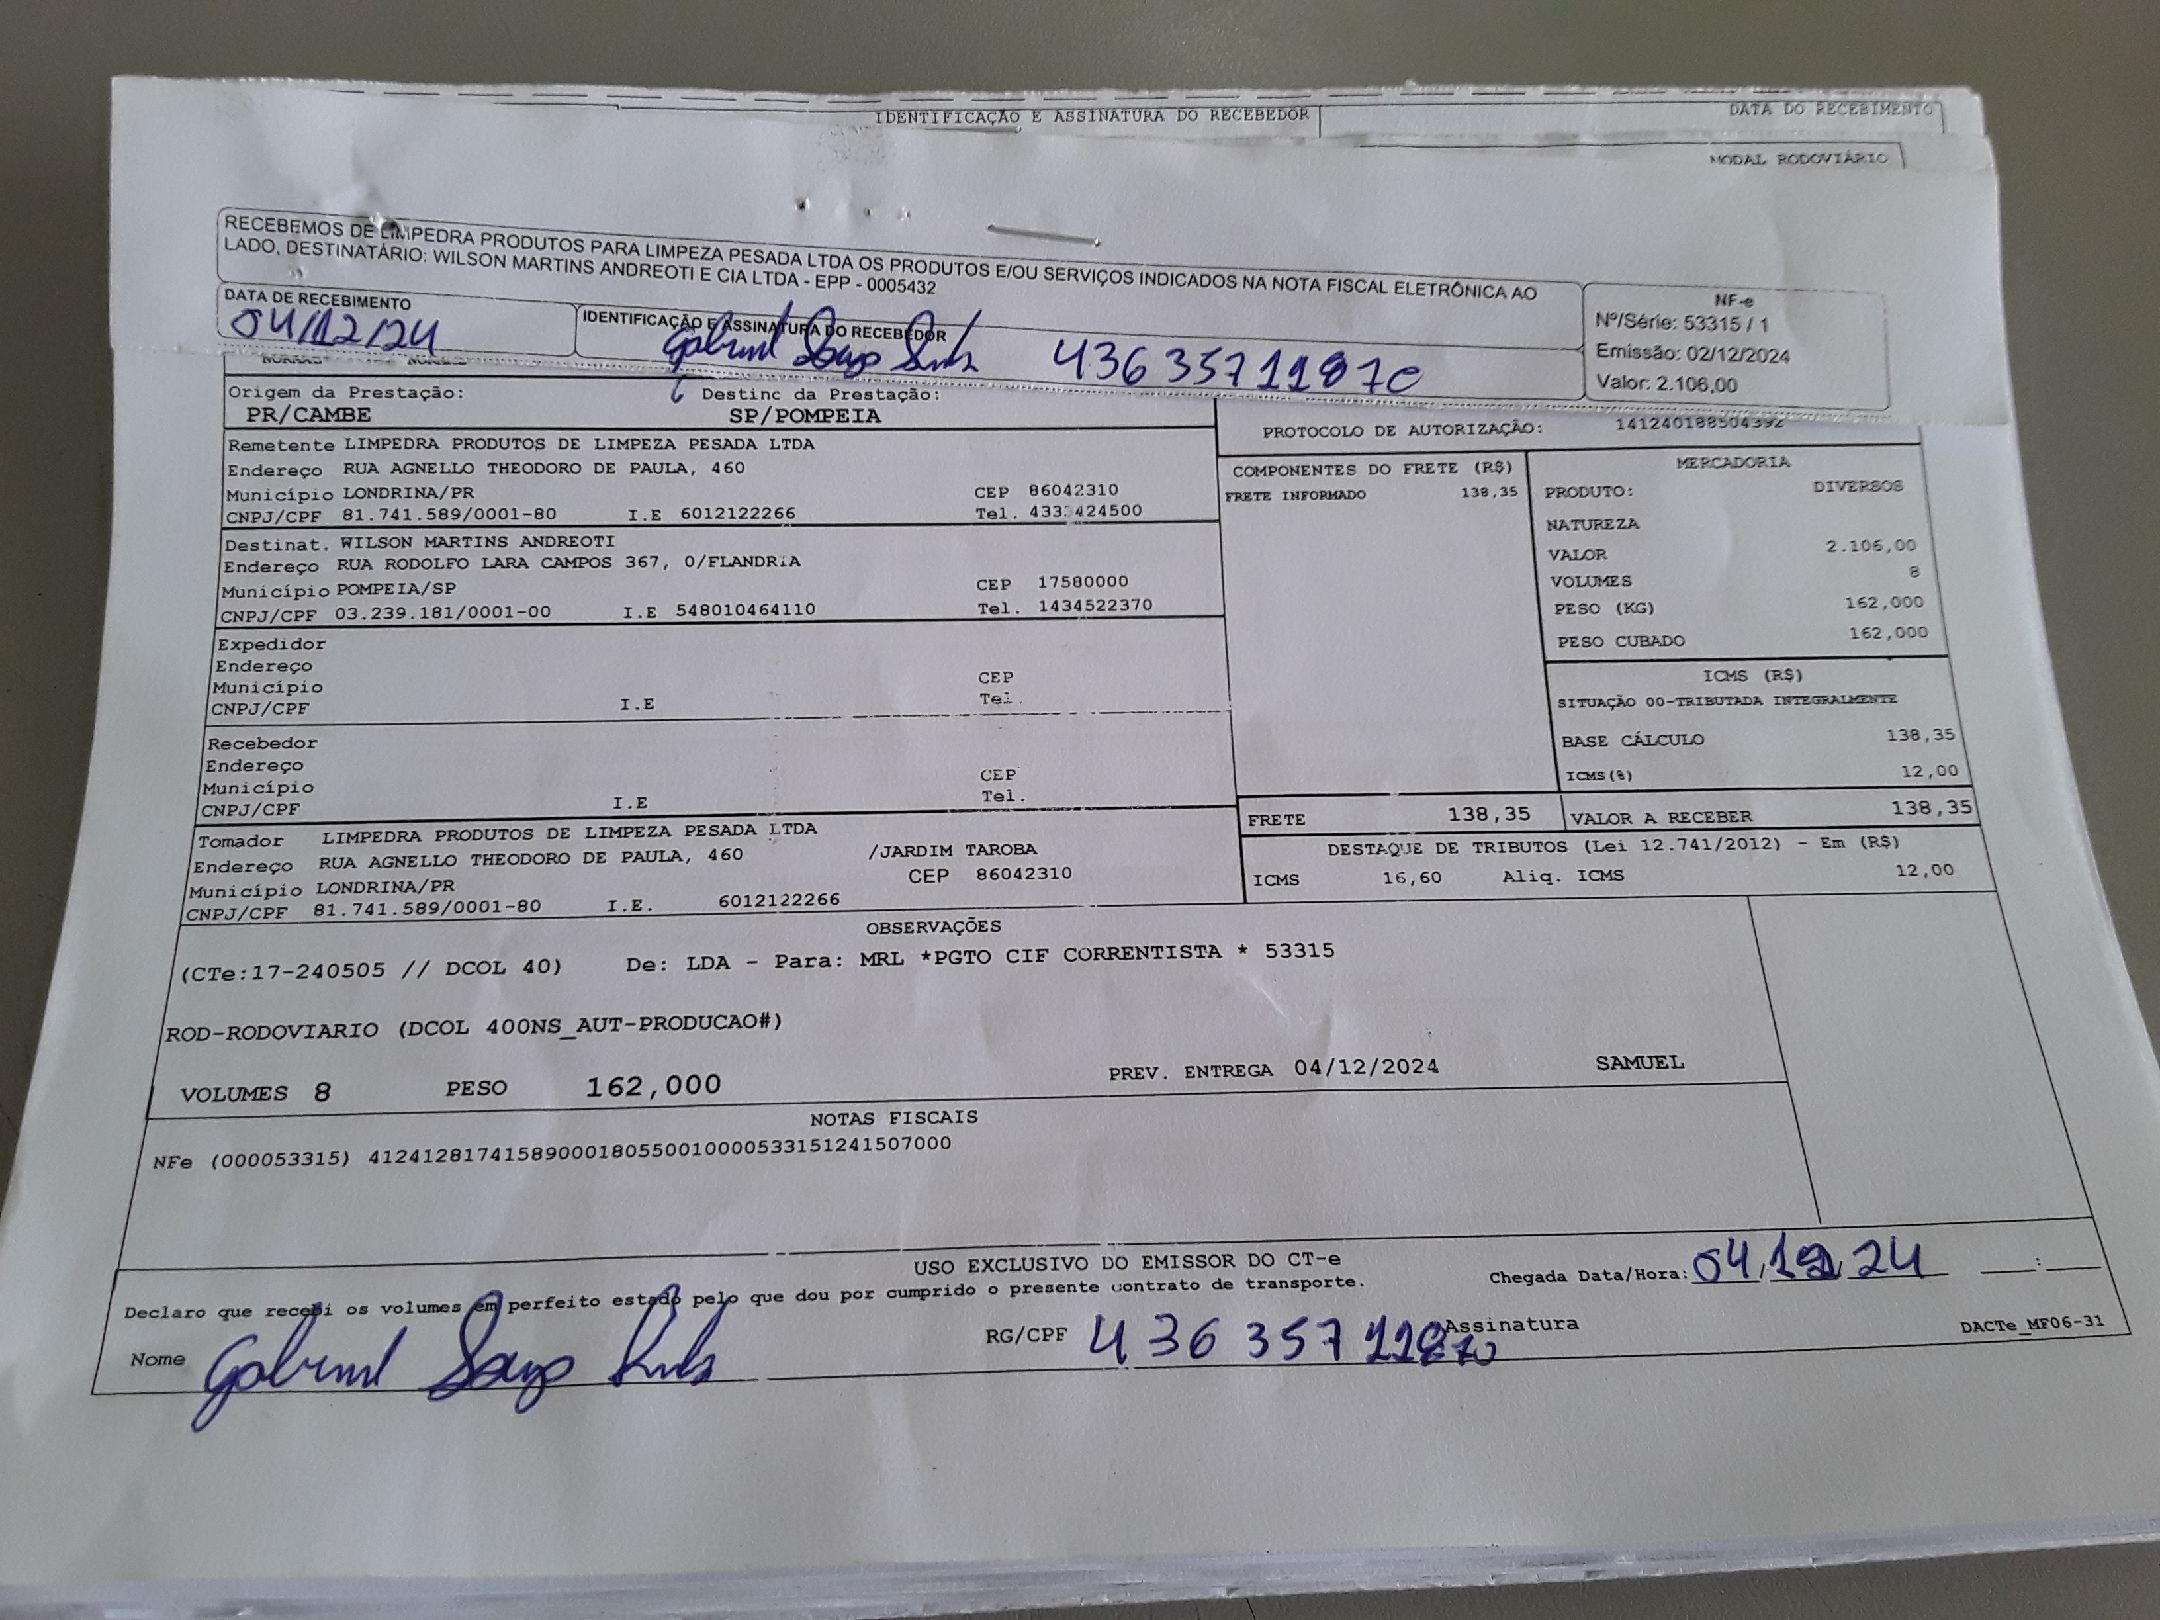 IDENTIFICAÇÃO E ASSINATURA DO RECEBEDOR
DATA DO RECEBIMENTO
MODAL RODOVIÁRIO
RECEBEMOS DE LIMPEDRA PRODUTOS PARA LIMPEZA PESADA LTDA OS PRODUTOS E/OU SERVIÇOS INDICADOS NA NOTA FISCAL ELETRÔNICA AO
LADO, DESTINATÁRIO: WILSON MARTINS ANDREOTI E CIA LTDA - EPP - 0005432
DATA DE RECEBIMENTO
04/12/24
IDENTIFICAÇÃO E ASSINATURA DO RECEBEDOR
Gabriel 43635711870
NF-e
Nº/Série: 53315 / 1
Emissão: 02/12/2024
Valor: 2.106,00
Origem da Prestação:
PR/CAMBE
Destinc da Prestação:
SP/POMPEIA
PROTOCOLO DE AUTORIZAÇÃO: 141240188504392
Remetente LIMPEDRA PRODUTOS DE LIMPEZA PESADA LTDA
Endereço RUA AGNELLO THEODORO DE PAULA, 460
Município LONDRINA/PR CEP 86042310
CNPJ/CPF 81.741.589/0001-80 I.E 6012122266 Tel. 4333424500
Destinat. WILSON MARTINS ANDREOTI
Endereço RUA RODOLFO LARA CAMPOS 367, 0/FLANDRIA
Município POMPEIA/SP CEP 17580000
CNPJ/CPF 03.239.181/0001-00 I.E 548010464110 Tel. 1434522370
Expedidor
Endereço
Município CEP
CNPJ/CPF I.E Tel.
Recebedor
Endereço
Município CEP
CNPJ/CPF I.E Tel.
Tomador LIMPEDRA PRODUTOS DE LIMPEZA PESADA LTDA
Endereço RUA AGNELLO THEODORO DE PAULA, 460 /JARDIM TAROBA
Município LONDRINA/PR CEP 86042310
CNPJ/CPF 81.741.589/0001-80 I.E. 6012122266
COMPONENTES DO FRETE (R$)
FRETE INFORMADO 138,35
MERCADORIA
PRODUTO: DIVERSOS
NATUREZA
VALOR 2.106,00
VOLUMES 8
PESO (KG) 162,000
PESO CUBADO 162,000
ICMS (R$)
SITUAÇÃO 00-TRIBUTADA INTEGRALMENTE
BASE CÁLCULO 138,35
ICMS(%) 12,00
FRETE 138,35
VALOR A RECEBER 138,35
DESTAQUE DE TRIBUTOS (Lei 12.741/2012) - Em (R$)
ICMS 16,60 Aliq. ICMS 12,00
OBSERVAÇÕES
(CTe:17-240505 // DCOL 40) De: LDA - Para: MRL *PGTO CIF CORRENTISTA * 53315
ROD-RODOVIARIO (DCOL 400NS_AUT-PRODUCAO#)
VOLUMES 8 PESO 162,000 PREV. ENTREGA 04/12/2024 SAMUEL
NOTAS FISCAIS
NFe (000053315) 41241281741589000180550010000533151241507000
USO EXCLUSIVO DO EMISSOR DO CT-e
Declaro que recebi os volumes em perfeito estado pelo que dou por cumprido o presente contrato de transporte.
Chegada Data/Hora: 04,12,24 ___:___
Nome Gabriel
RG/CPF 43635711870
Assinatura
DACTe_MF06-31